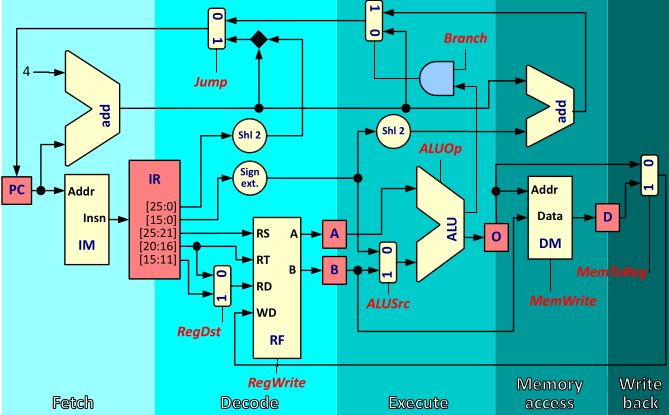 0 1
1 0
Branch
4
Jump
add
add
Shl 2
Shl 2
ALUOp
IR
Sign
ext.
PC
Addr
Insn
IM
[25:0]
[15:0]
[25:21]
[20:16]
[15:11]
RS
RT
RD
WD
A
B
RF
A
B
0
1
RegDst
RegWrite
0
1
ALUSrc
ALU
O
Addr
Data
DM
D
0
1
MemToReg
MemWrite
Fetch
Decode
Execute
Memory
access
Write
back